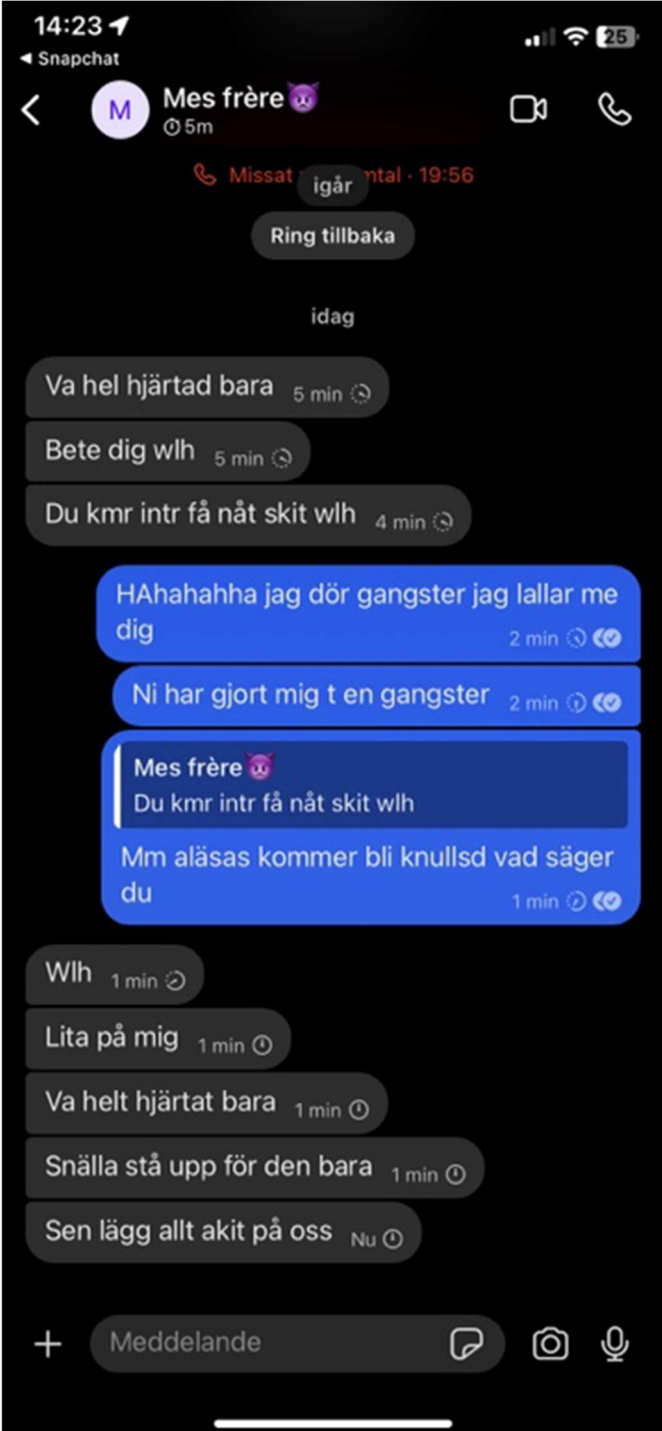 14:23
25
Snapchat
M
Mes frère😈
5m
Missat mtal · 19:56
igår
Ring tillbaka
idag
Va hel hjärtad bara 5 min
Bete dig wlh 5 min
Du kmr intr få nåt skit wlh 4 min
HAhahahha jag dör gangster jag lallar me
dig 2 min
Ni har gjort mig t en gangster 2 min
Mes frère👿
Du kmr intr få nåt skit wlh
Mm aläsas kommer bli knullsd vad säger
du 1 min
Wlh 1 min
Lita på mig 1 min
Va helt hjärtat bara 1 min
Snälla stå upp för den bara 1 min
Sen lägg allt akit på oss Nu
Meddelande